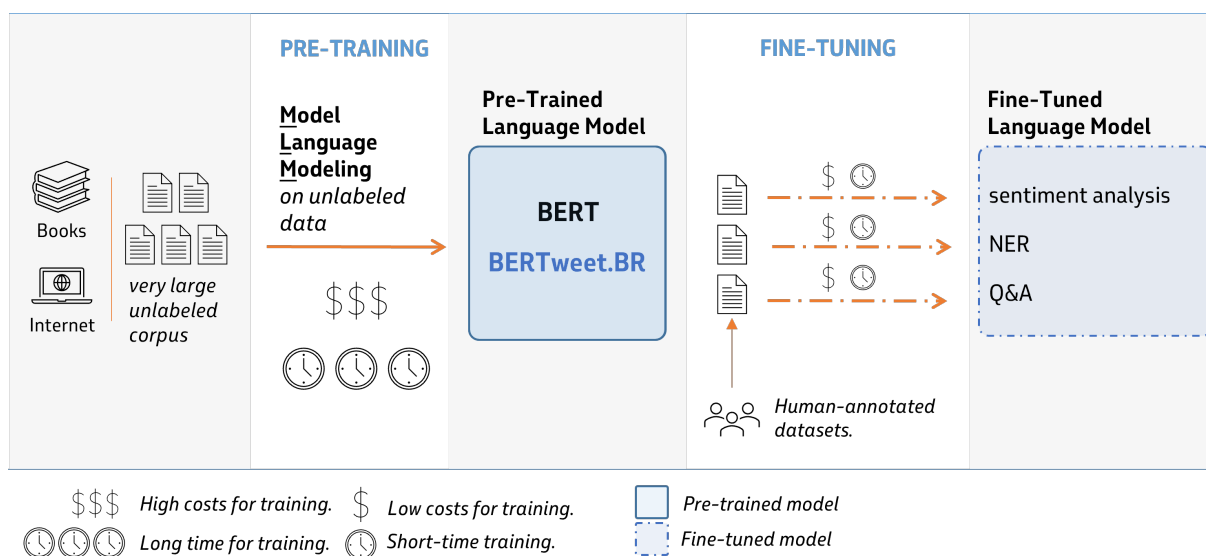 PRE-TRAINING
FINE-TUNING
Books
Internet
very large
unlabeled
corpus
Model
Language
Modeling
on unlabeled
data
$$$
Pre-Trained
Language Model
BERT
BERTweet.BR
$
$
$
Human-annotated
datasets.
Fine-Tuned
Language Model
sentiment analysis
NER
Q&A
$$$ High costs for training.
Long time for training.
$ Low costs for training.
Short-time training.
Pre-trained model
Fine-tuned model